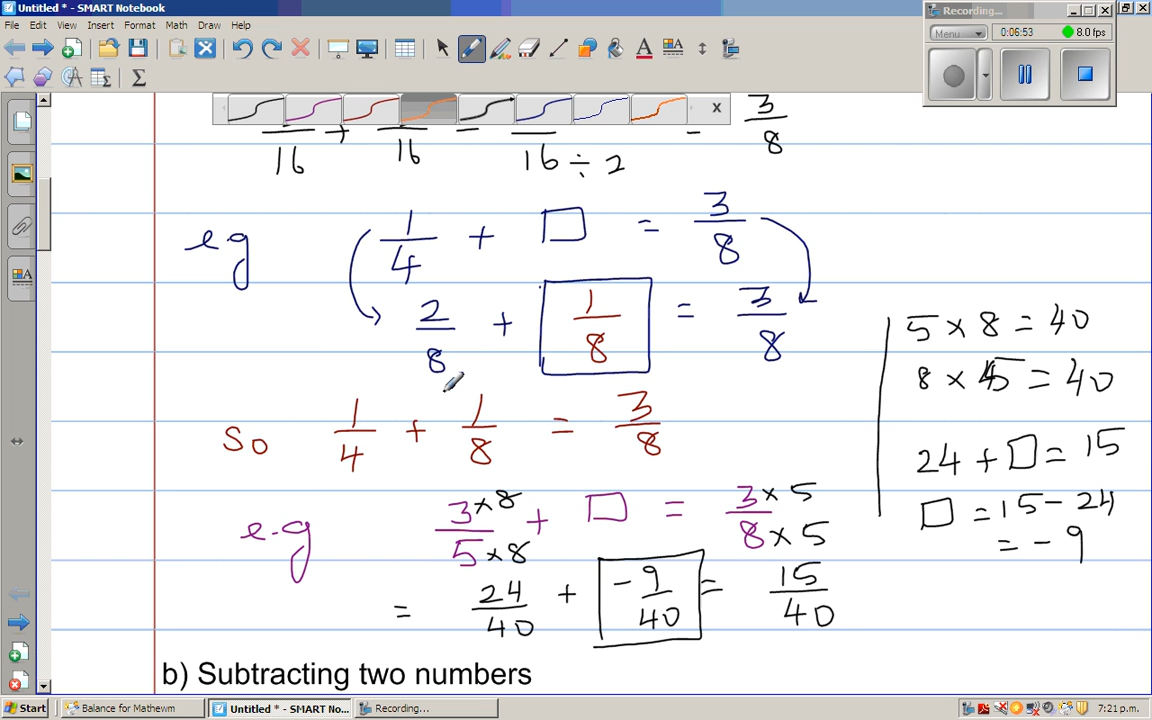 Untitled * - SMART Notebook
File Edit View Insert Format Math Draw Help
Recording...
Menu 0:06:53 8.0 fps
X
16 + 16 = 16 ÷ 2 = 3/8
eg 1/4 + □ = 3/8
2/8 + 1/8 = 3/8
so 1/4 + 1/8 = 3/8
e.g 3×8/5×8 + □ = 3×5/8×5
= 24/40 + -9/40 = 15/40
5 × 8 = 40
8 × 5 = 40
24 + □ = 15
□ = 15 - 24
= - 9
b) Subtracting two numbers
Start Balance for Mathewm Untitled * - SMART No... Recording... 7:21 p.m.